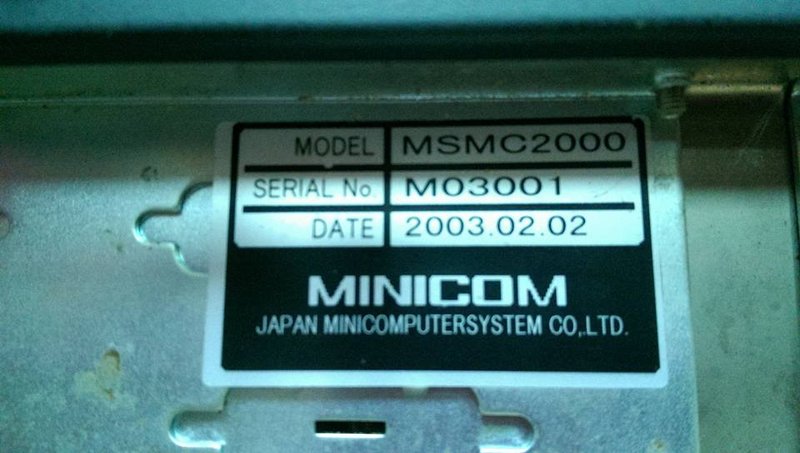 MODEL MSMC2000
SERIAL No. M03001
DATE 2003.02.02
MINICOM
JAPAN MINICOMPUTERSYSTEM CO,.LTD.